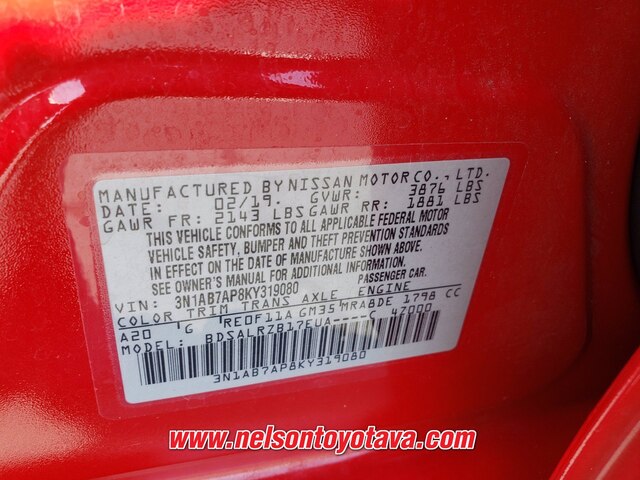 MANUFACTURED BY NISSAN MOTOR CO., LTD.
DATE: 02/19. GVWR: 3876 LBS
GAWR FR: 2143 LBS GAWR RR: 1881 LBS
THIS VEHICLE CONFORMS TO ALL APPLICABLE FEDERAL MOTOR
VEHICLE SAFETY, BUMPER AND THEFT PREVENTION STANDARDS
IN EFFECT ON THE DATE OF MANUFACTURE SHOWN ABOVE.
SEE OWNER'S MANUAL FOR ADDITIONAL INFORMATION
VIN: 3N1AB7AP8KY319080 PASSENGER CAR.
COLOR TRIM TRANS AXLE ENGINE
A20 G RE0F11A GM35 MRA8DE 1798 CC
MODEL: BDSALRZB17EUA----C 47000
3N1AB7AP8KY319080
www.nelsontoyotava.com